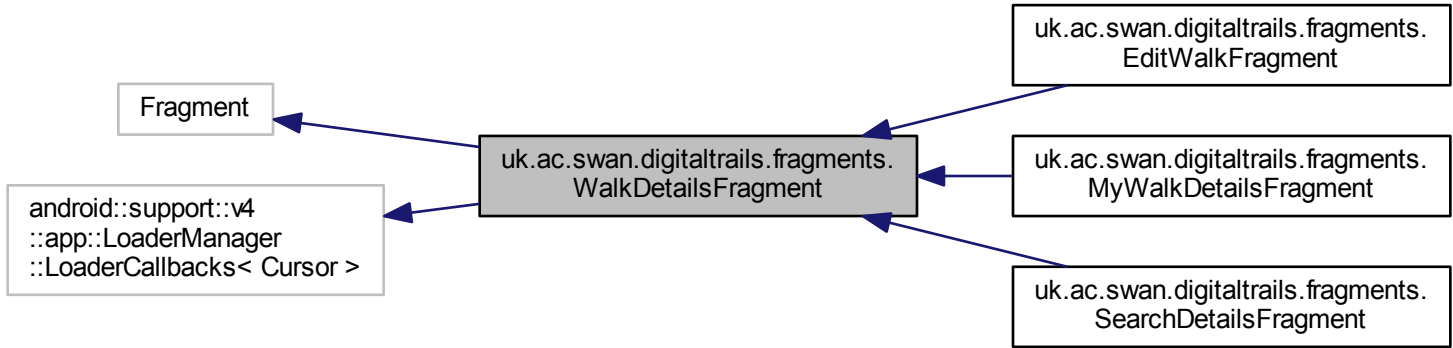 Fragment
android::support::v4
::app::LoaderManager
::LoaderCallbacks< Cursor >
uk.ac.swan.digitaltrails.fragments.
WalkDetailsFragment
uk.ac.swan.digitaltrails.fragments.
EditWalkFragment
uk.ac.swan.digitaltrails.fragments.
MyWalkDetailsFragment
uk.ac.swan.digitaltrails.fragments.
SearchDetailsFragment